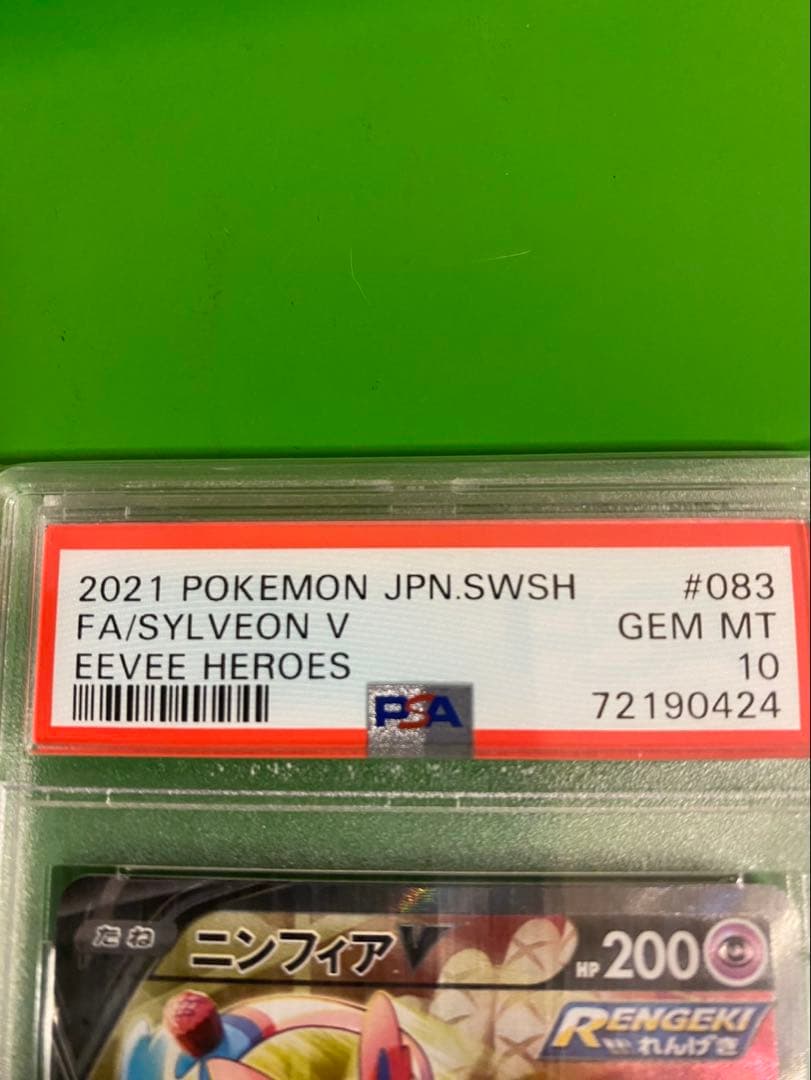 2021 POKEMON JPN.SWSH #083
FA/SYLVEON V GEM MT
EEVEE HEROES 10
PSA 72190424
たね ニンフィアV HP200
RENGEKI
れんげき